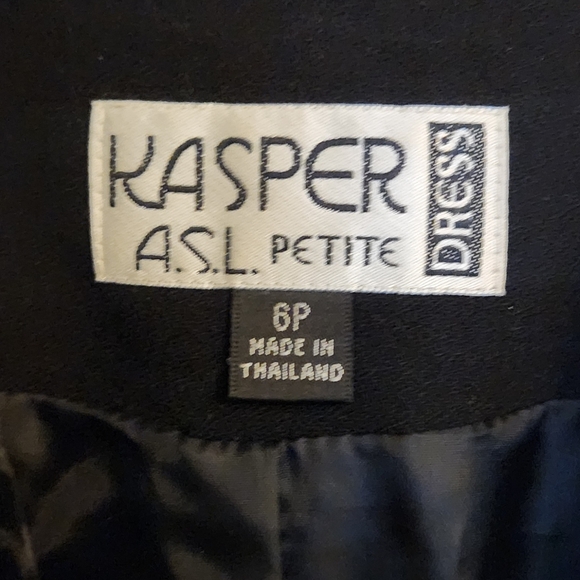 KASPER
A.S.L. PETITE
DRESS
6P
MADE IN
THAILAND